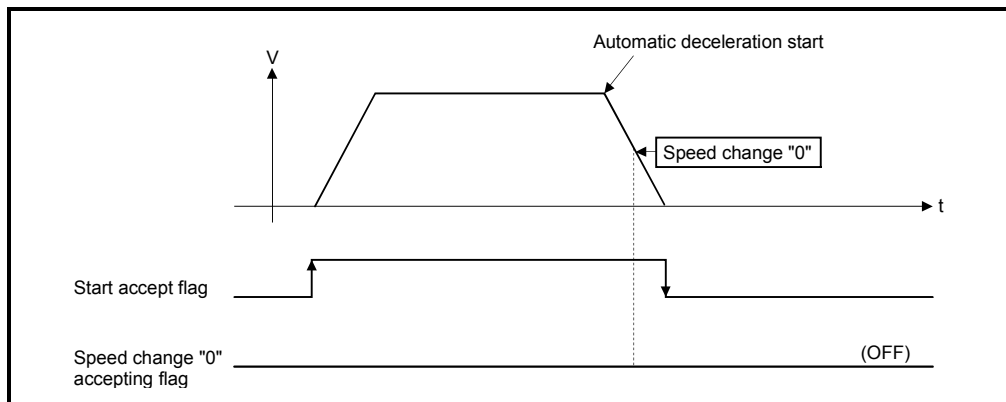 Automatic deceleration start
V
Speed change "0"
t
Start accept flag
Speed change "0"
accepting flag
(OFF)